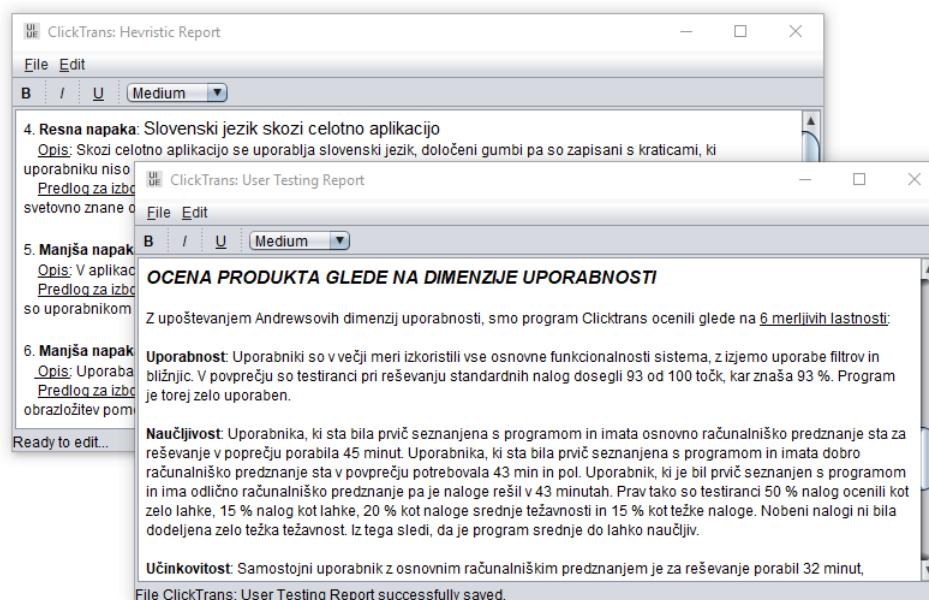 UI
UE
ClickTrans: Hevristic Report
File Edit
B I U Medium
4. Resna napaka: Slovenski jezik skozi celotno aplikacijo
Opis: Skozi celotno aplikacijo se uporablja slovenski jezik, določeni gumbi pa so zapisani s kraticami, ki
uporabniku niso
Predlog za izbo
svetovno znane o
5. Manjša napak
Opis: V aplikac
Predlog za izbo
so uporabnikom
6. Manjša napak
Opis: Uporaba
Predlog za izbo
obrazložitev pom
Ready to edit...
UI
UE
ClickTrans: User Testing Report
File Edit
B I U Medium
OCENA PRODUKTA GLEDE NA DIMENZIJE UPORABNOSTI
Z upoštevanjem Andrewsovih dimenzij uporabnosti, smo program Clicktrans ocenili glede na 6 merljivih lastnosti:
Uporabnost: Uporabniki so v večji meri izkoristili vse osnovne funkcionalnosti sistema, z izjemo uporabe filtrov in
bližnjic. V povprečju so testiranci pri reševanju standardnih nalog dosegli 93 od 100 točk, kar znaša 93 %. Program
je torej zelo uporaben.
Naučljivost: Uporabnika, ki sta bila prvič seznanjena s programom in imata osnovno računalniško predznanje sta za
reševanje v poprečju porabila 45 minut. Uporabnika, ki sta bila prvič seznanjena s programom in imata dobro
računalniško predznanje sta v povprečju potrebovala 43 min in pol. Uporabnik, ki je bil prvič seznanjen s programom
in ima odlično računalniško predznanje pa je naloge rešil v 43 minutah. Prav tako so testiranci 50 % nalog ocenili kot
zelo lahke, 15 % nalog kot lahke, 20 % kot naloge srednje težavnosti in 15 % kot težke naloge. Nobeni nalogi ni bila
dodeljena zelo težka težavnost. Iz tega sledi, da je program srednje do lahko naučljiv.
Učinkovitost: Samostojni uporabnik z osnovnim računalniškim predznanjem je za reševanje porabil 32 minut,
File ClickTrans: User Testing Report successfully saved.